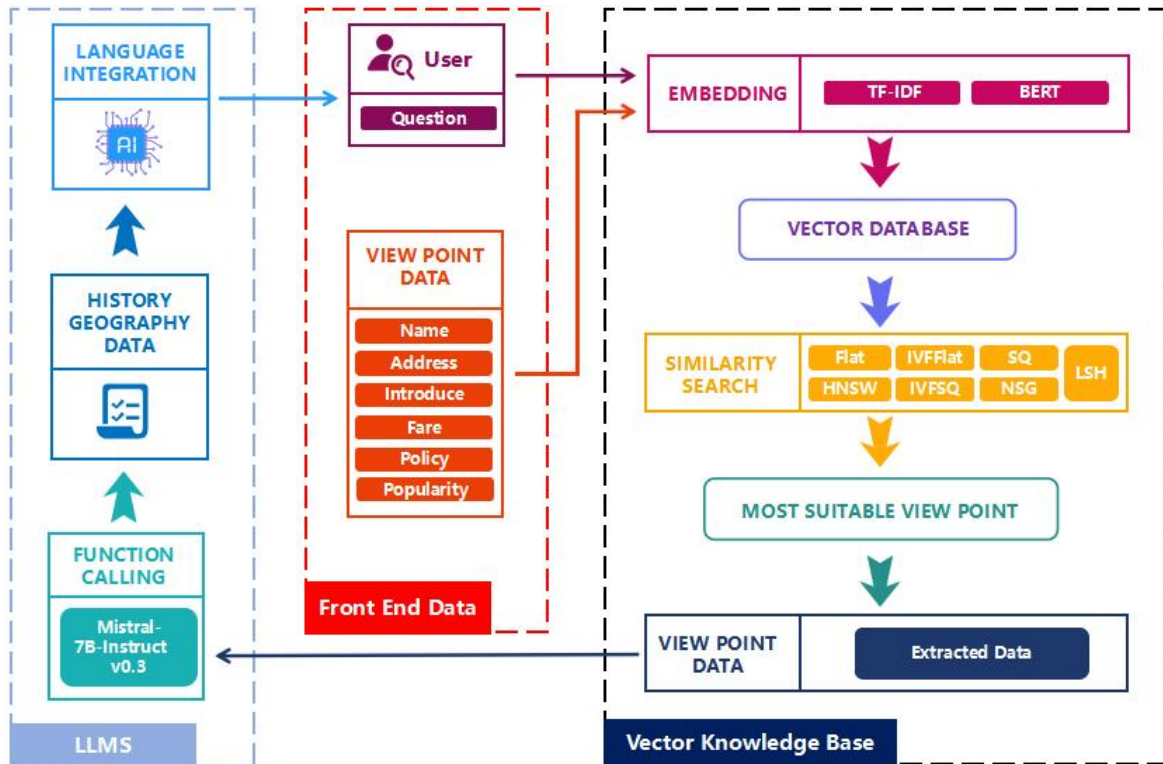 LANGUAGE
INTEGRATION
AI
HISTORY
GEOGRAPHY
DATA
FUNCTION
CALLING
Mistral-
7B-Instruct
v0.3
LLMS
User
Question
VIEW POINT
DATA
Name
Address
Introduce
Fare
Policy
Popularity
Front End Data
EMBEDDING
TF-IDF
BERT
VECTOR DATABASE
SIMILARITY
SEARCH
Flat
IVFFlat
SQ
LSH
HNSW
IVFSQ
NSG
MOST SUITABLE VIEW POINT
VIEW POINT
DATA
Extracted Data
Vector Knowledge Base